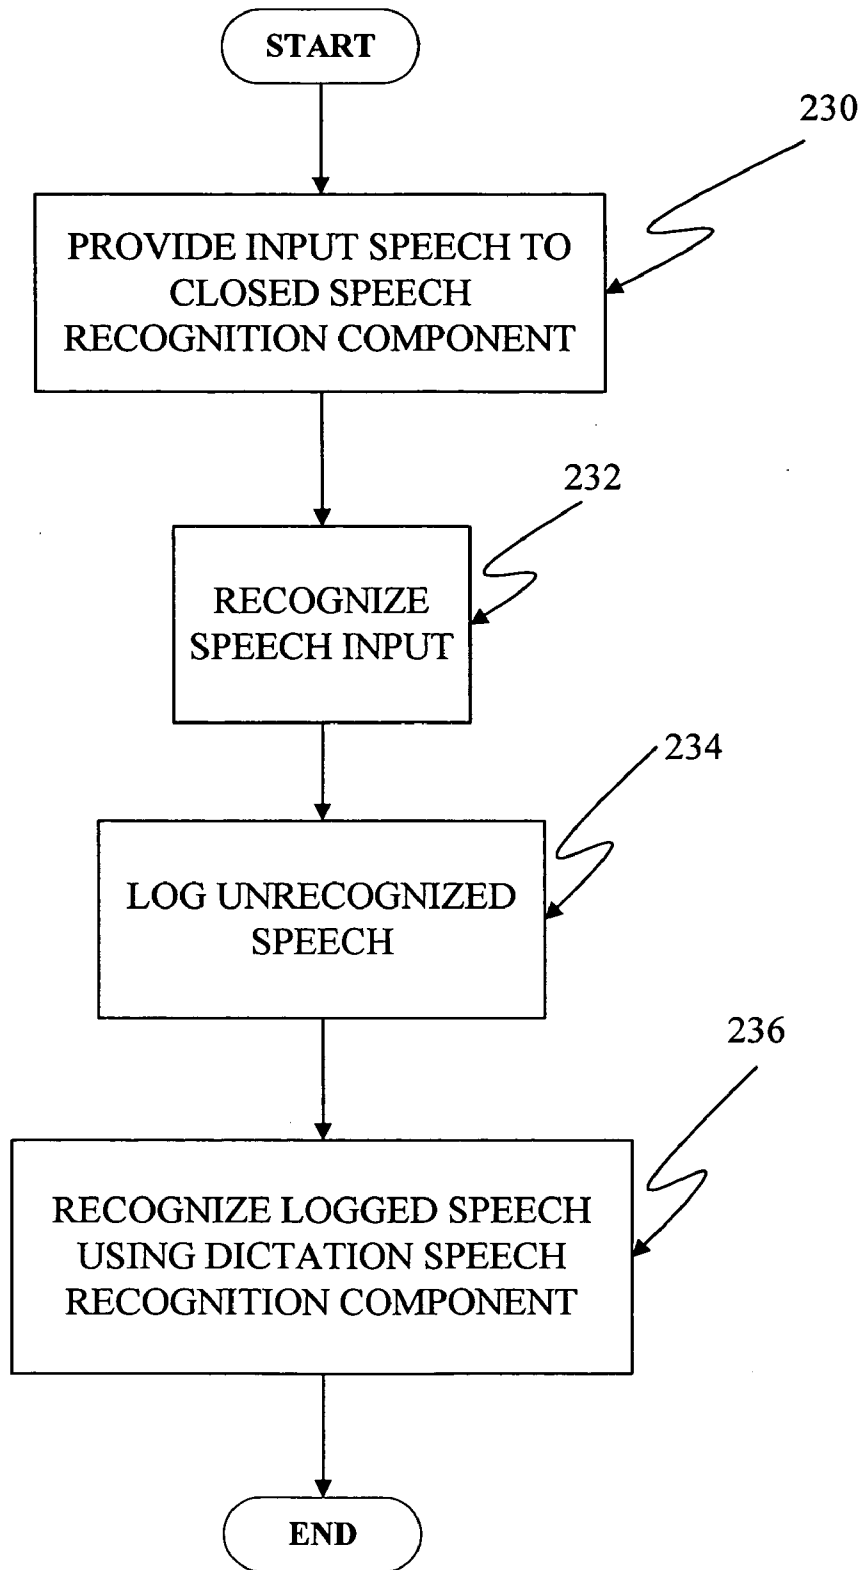 START
230
PROVIDE INPUT SPEECH TO
CLOSED SPEECH
RECOGNITION COMPONENT
232
RECOGNIZE
SPEECH INPUT
234
LOG UNRECOGNIZED
SPEECH
236
RECOGNIZE LOGGED SPEECH
USING DICTATION SPEECH
RECOGNITION COMPONENT
END